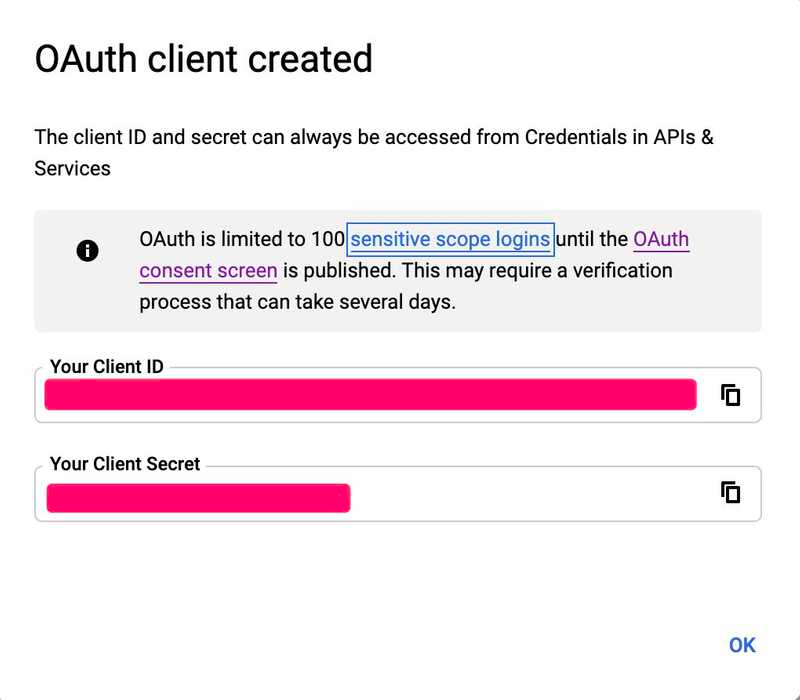 OAuth client created
The client ID and secret can always be accessed from Credentials in APIs &
Services
OAuth is limited to 100 sensitive scope logins until the OAuth
consent screen is published. This may require a verification
process that can take several days.
Your Client ID
Your Client Secret
OK